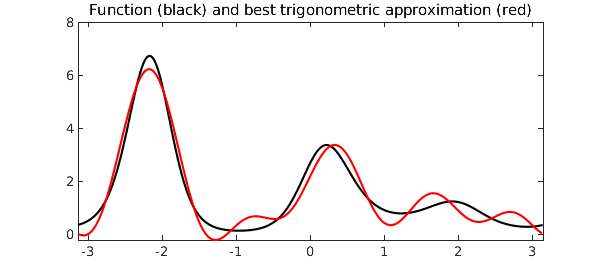 Function (black) and best trigonometric approximation (red)
8
6
4
2
0
-3 -2 -1 0 1 2 3